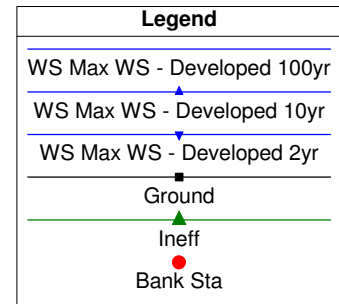 Legend
WS Max WS - Developed 100yr
WS Max WS - Developed 10yr
WS Max WS - Developed 2yr
Ground
Ineff
Bank Sta